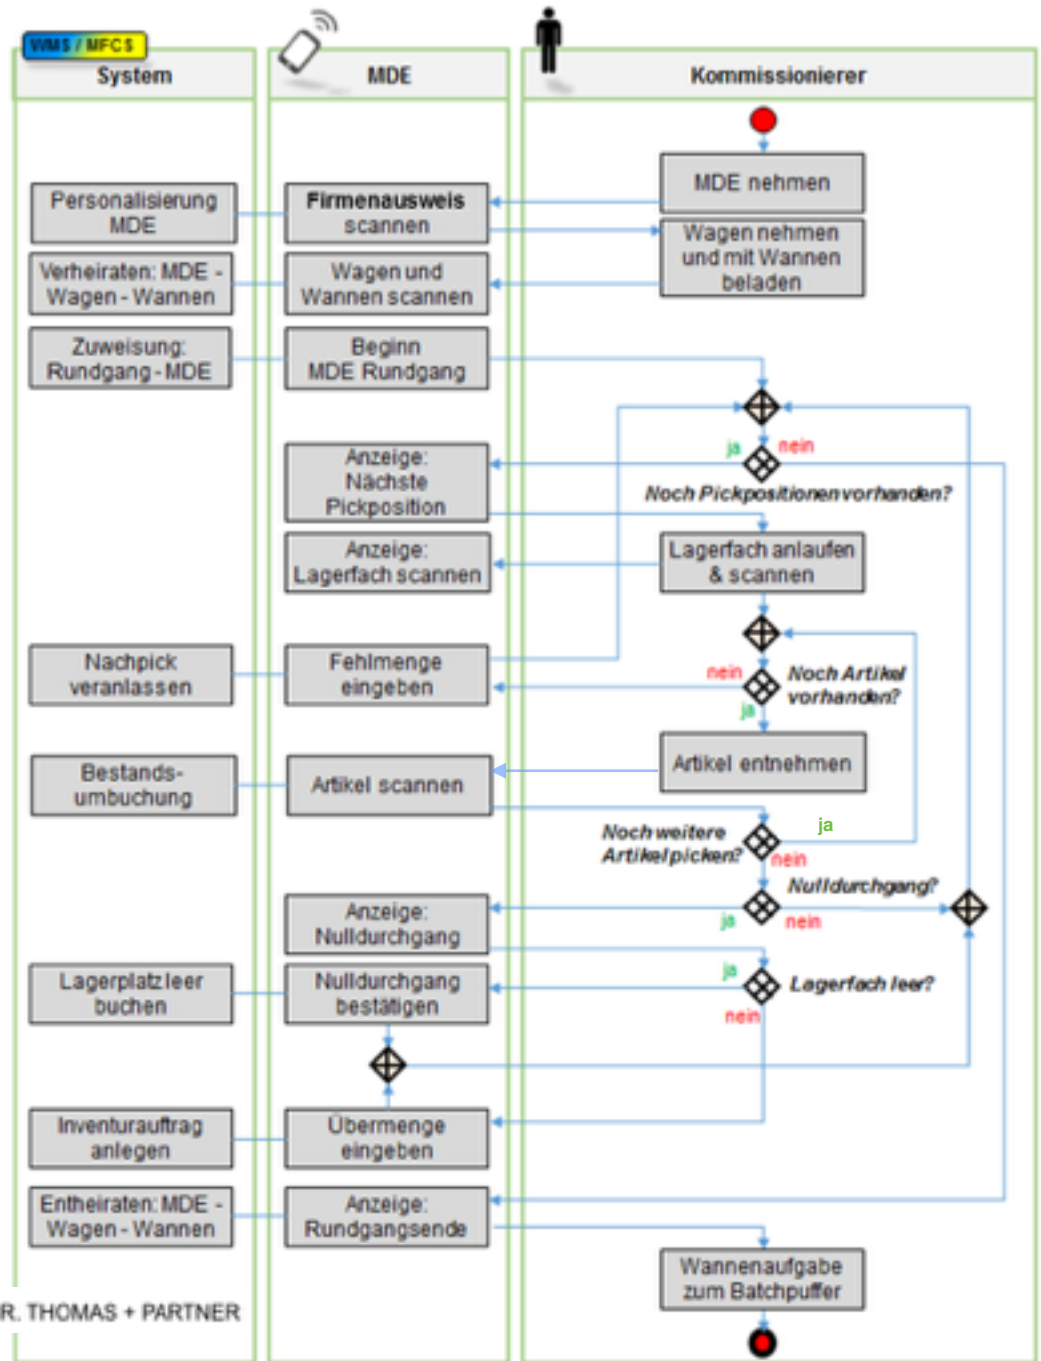 WMS / MFCS
System
MDE
Kommissionierer
MDE nehmen
Personalisierung
MDE
Firmenausweis
scannen
Wagen nehmen
und mit Wannen
beladen
Verheiraten: MDE -
Wagen - Wannen
Wagen und
Wannen scannen
Zuweisung:
Rundgang - MDE
Beginn
MDE Rundgang
ja
nein
Anzeige:
Nächste
Pickposition
Noch Pickpositionen vorhanden?
Anzeige:
Lagerfach scannen
Lagerfach anlaufen
& scannen
Nachpick
veranlassen
Fehlmenge
eingeben
nein
Noch Artikel
vorhanden?
ja
Artikel entnehmen
Bestands-
umbuchung
Artikel scannen
Noch weitere
Artikel picken?
ja
nein
Nulldurchgang?
Anzeige:
Nulldurchgang
ja
nein
Lagerplatz leer
buchen
Nulldurchgang
bestätigen
ja
Lagerfach leer?
nein
Inventurauftrag
anlegen
Übermenge
eingeben
Entheiraten: MDE -
Wagen - Wannen
Anzeige:
Rundgangsende
Wannenaufgabe
zum Batchpuffer
R. THOMAS + PARTNER